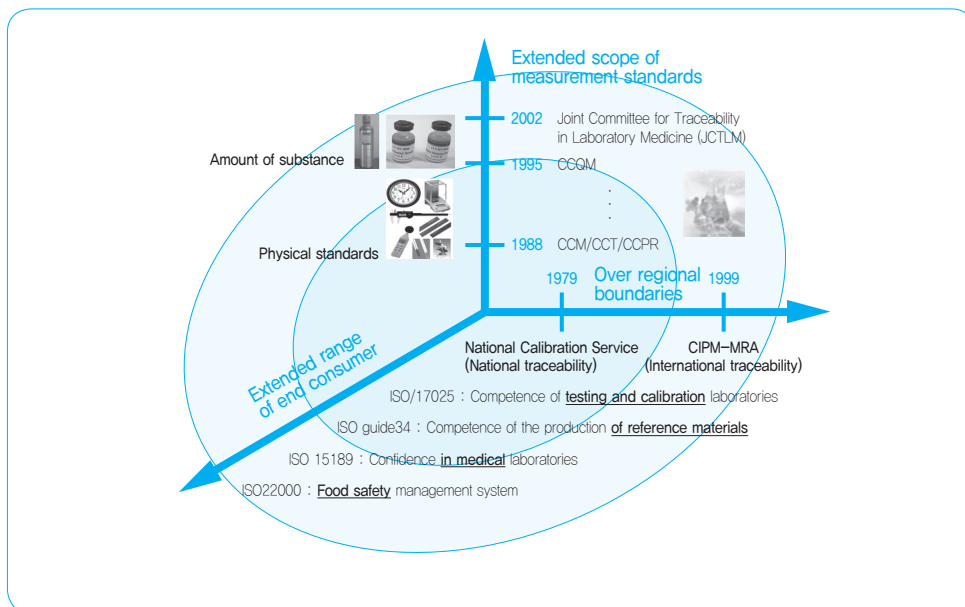 Extended scope of
measurement standards
2002 Joint Committee for Traceability
in Laboratory Medicine (JCTLM)
Amount of substance
1995 CCQM
.
.
.
Physical standards
1988 CCM/CCT/CCPR
1979 Over regional 1999
boundaries
National Calibration Service CIPM-MRA
(National traceability) (International traceability)
Extended range
of end consumer
ISO/17025 : Competence of testing and calibration laboratories
ISO guide34 : Competence of the production of reference materials
ISO 15189 : Confidence in medical laboratories
ISO22000 : Food safety management system